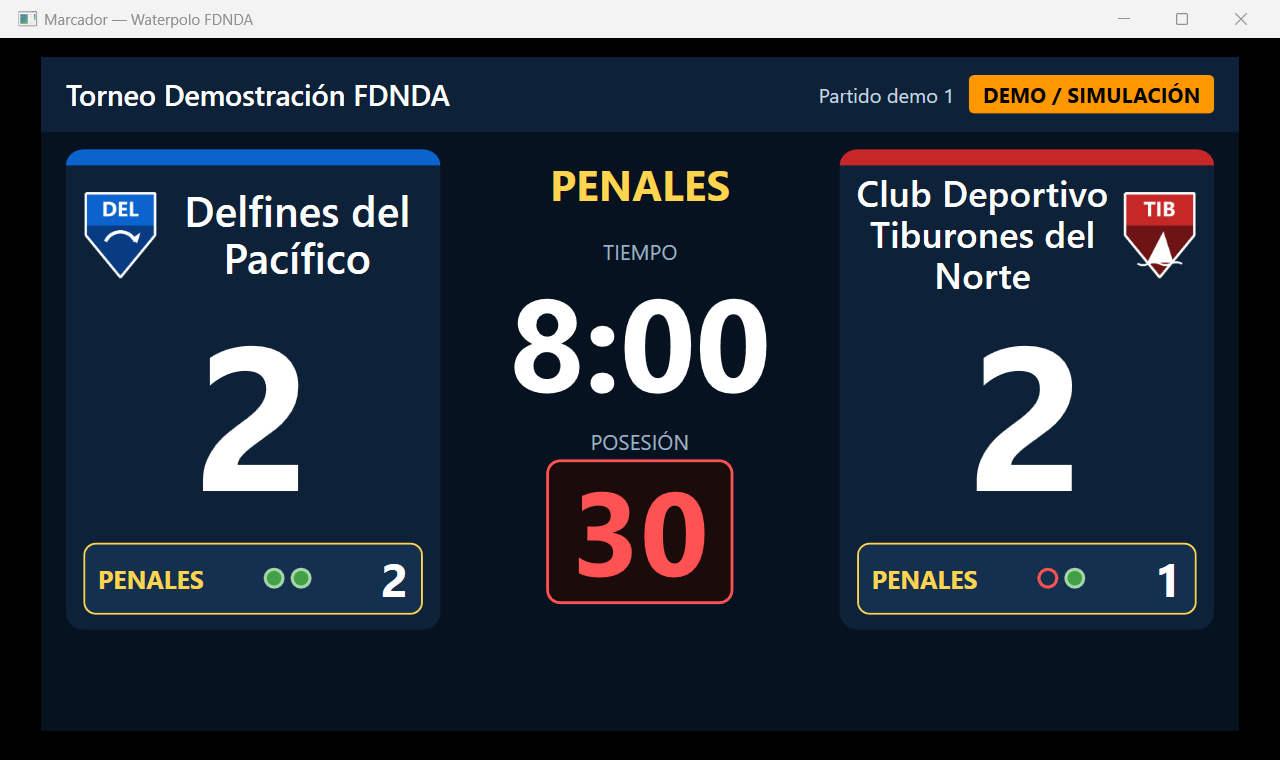 Marcador — Waterpolo FDNDA
Torneo Demostración FDNDA
Partido demo 1
DEMO / SIMULACIÓN
DEL
Delfines del
Pacífico
2
PENALES
2
PENALES
TIEMPO
8:00
POSESIÓN
30
Club Deportivo
Tiburones del
Norte
TIB
2
PENALES
1